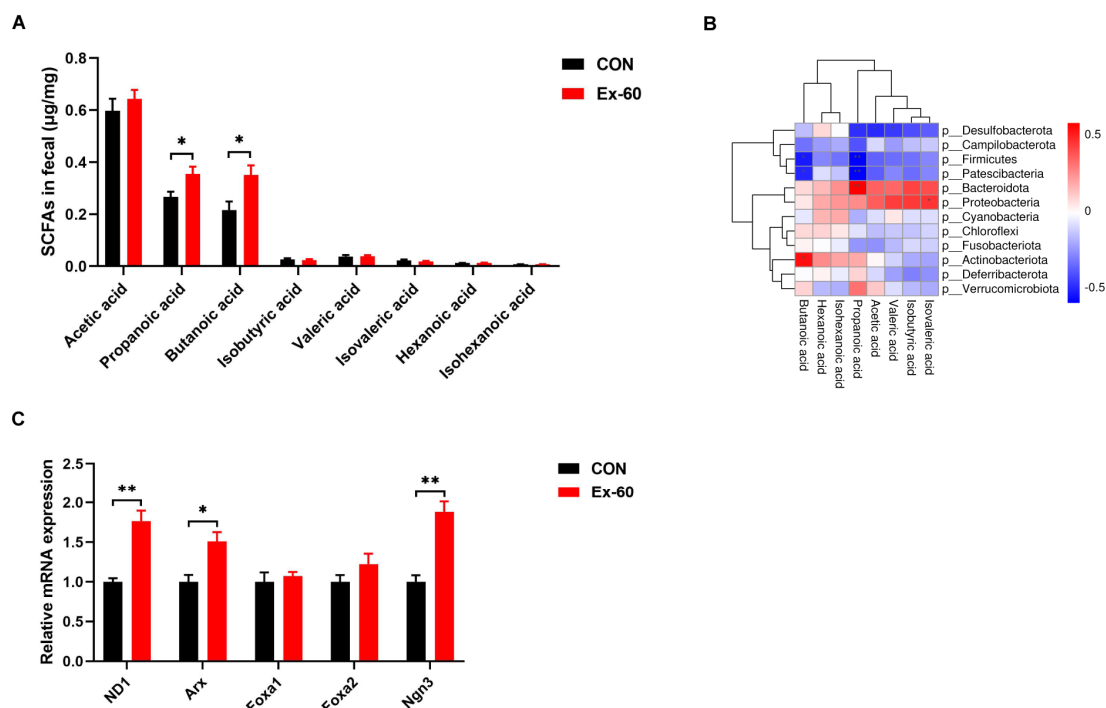 A
SCFAs in fecal (µg/mg)
0.8
0.6
0.4
0.2
0.0
*
*
CON
Ex-60
Acetic acid
Propanoic acid
Butanoic acid
Isobutyric acid
Valeric acid
Isovaleric acid
Hexanoic acid
Isohexanoic acid
B
p__Desulfobacterota
p__Campilobacterota
p__Firmicutes
p__Patescibacteria
p__Bacteroidota
p__Proteobacteria
p__Cyanobacteria
p__Chloroflexi
p__Fusobacteriota
p__Actinobacteriota
p__Deferribacterota
p__Verrucomicrobiota
Butanoic acid
Hexanoic acid
Isohexanoic acid
Propanoic acid
Acetic acid
Valeric acid
Isobutyric acid
Isovaleric acid
0.5
0
-0.5
C
Relative mRNA expression
2.5
2.0
1.5
1.0
0.5
0.0
**
*
**
CON
Ex-60
ND1
Arx
Foxa1
Foxa2
Ngn3